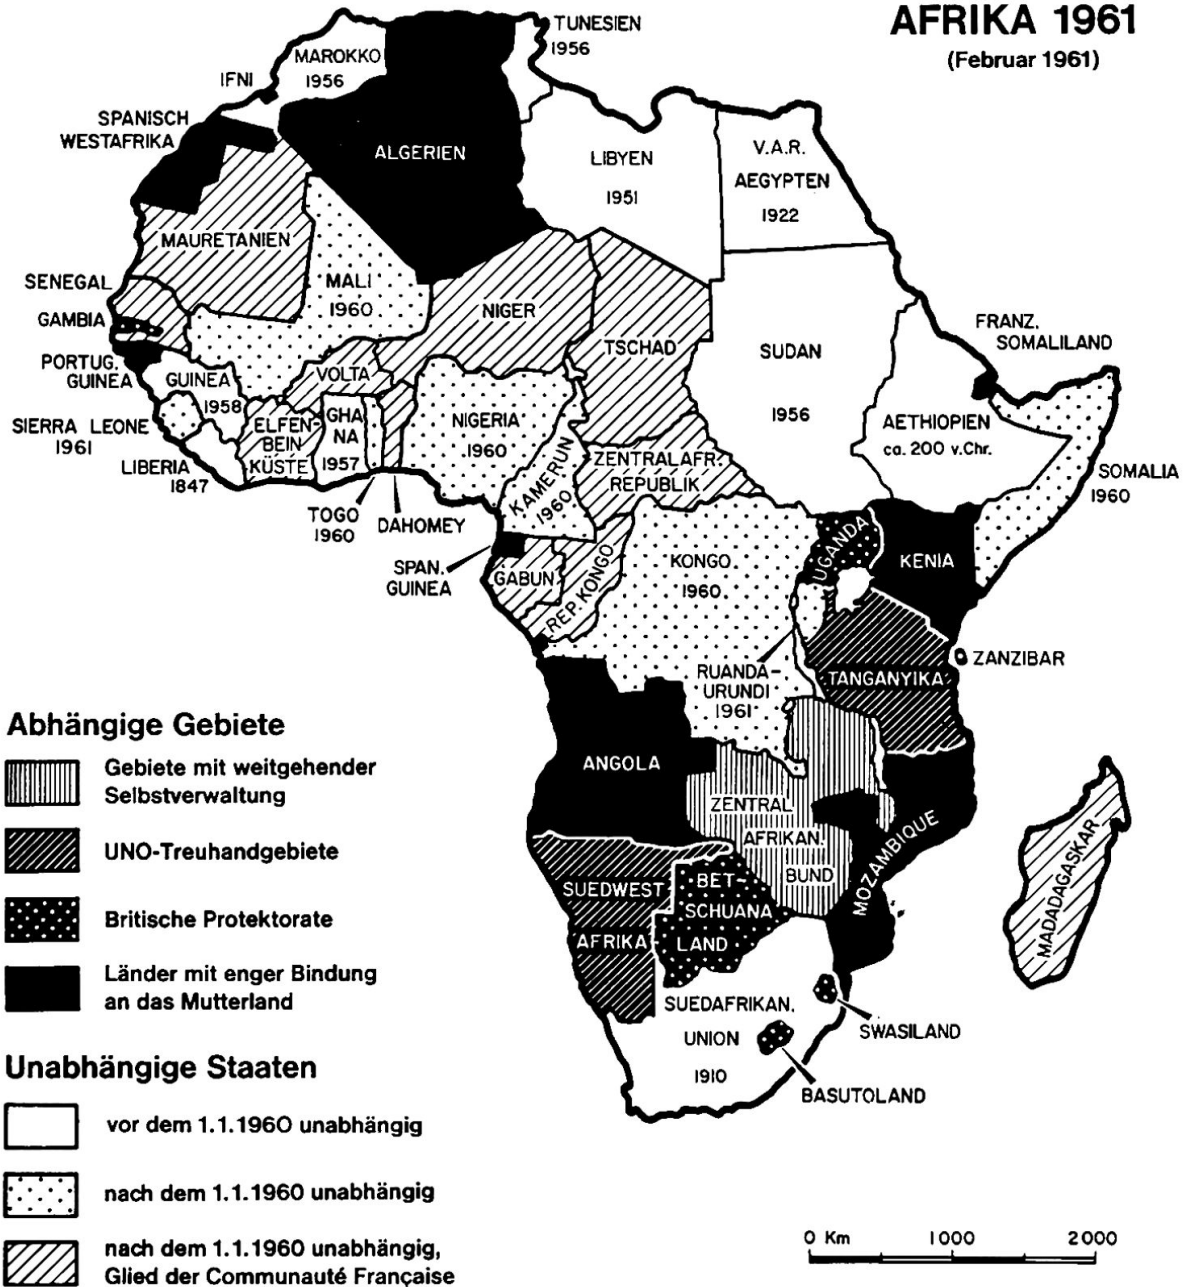 AFRIKA 1961
(Februar 1961)
TUNESIEN
1956
MAROKKO
1956
IFNI
SPANISCH
WESTAFRIKA
ALGERIEN
LIBYEN
1951
V.A.R.
AEGYPTEN
1922
MAURETANIEN
SENEGAL
GAMBIA
PORTUG.
GUINEA
MALI
1960
NIGER
TSCHAD
SUDAN
1956
FRANZ.
SOMALILAND
GUINEA
1958
VOLTA
SIERRA LEONE
1961
LIBERIA
1847
ELFEN-
BEIN
KÜSTE
GHA
NA
1957
NIGERIA
1960
KAMERUN
1960
ZENTRALAFR.
REPUBLIK
AETHIOPIEN
ca. 200 v.Chr.
SOMALIA
1960
TOGO
1960
DAHOMEY
SPAN.
GUINEA
GABUN
REP. KONGO
KONGO
1960
UGANDA
KENIA
RUANDA-
URUNDI
1961
TANGANYIKA
ZANZIBAR
ANGOLA
ZENTRAL
AFRIKAN.
BUND
MOZAMBIQUE
MADADAGASKAR
SUEDWEST
AFRIKA
BET-
SCHUANA
LAND
SUEDAFRIKAN.
UNION
1910
SWASILAND
BASUTOLAND
Abhängige Gebiete
Gebiete mit weitgehender
Selbstverwaltung
UNO-Treuhandgebiete
Britische Protektorate
Länder mit enger Bindung
an das Mutterland
Unabhängige Staaten
vor dem 1.1.1960 unabhängig
nach dem 1.1.1960 unabhängig
nach dem 1.1.1960 unabhängig,
Glied der Communauté Française
0 Km 1000 2000